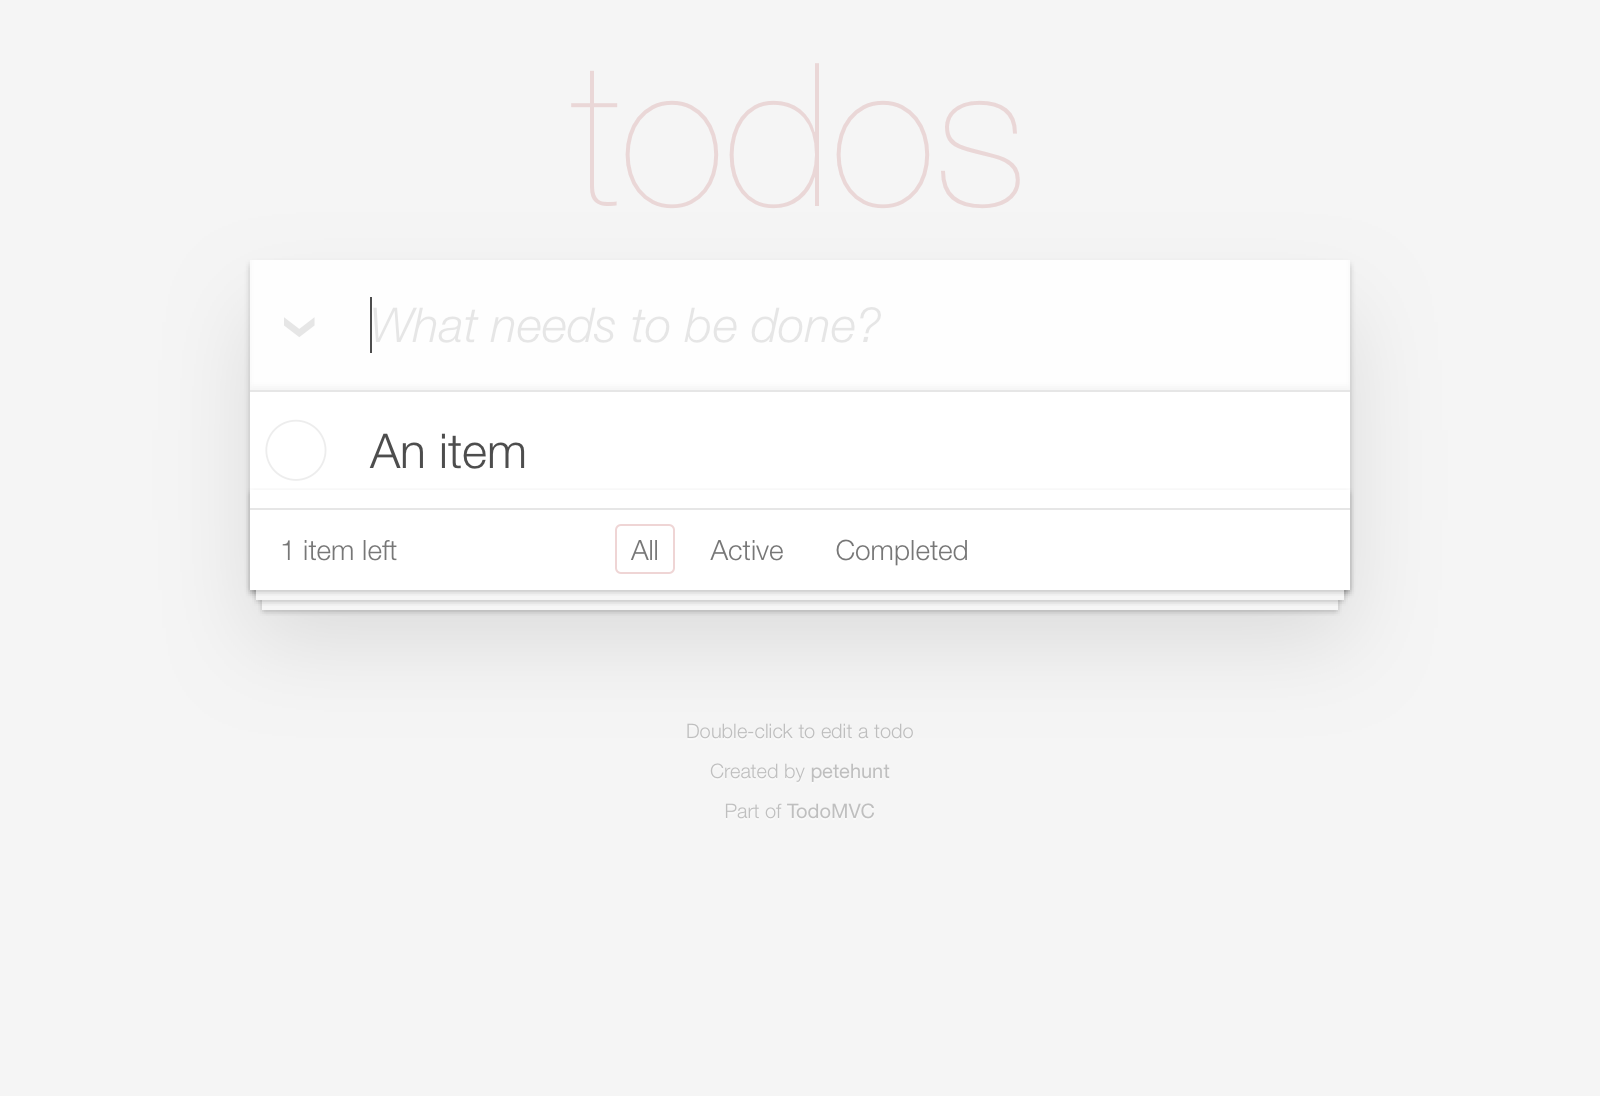 todos
What needs to be done?
An item
1 item left All Active Completed
Double-click to edit a todo
Created by petehunt
Part of TodoMVC